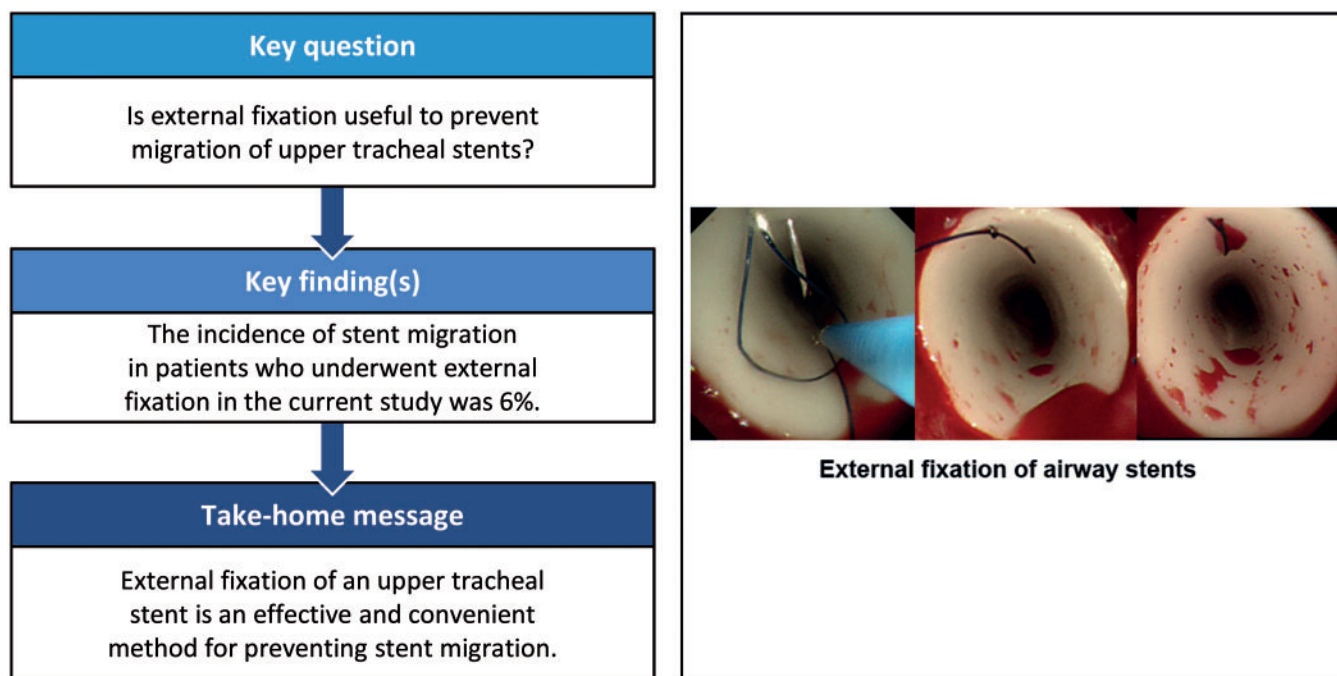 Key question
Is external fixation useful to prevent
migration of upper tracheal stents?
Key finding(s)
The incidence of stent migration
in patients who underwent external
fixation in the current study was 6%.
Take-home message
External fixation of an upper tracheal
stent is an effective and convenient
method for preventing stent migration.
External fixation of airway stents